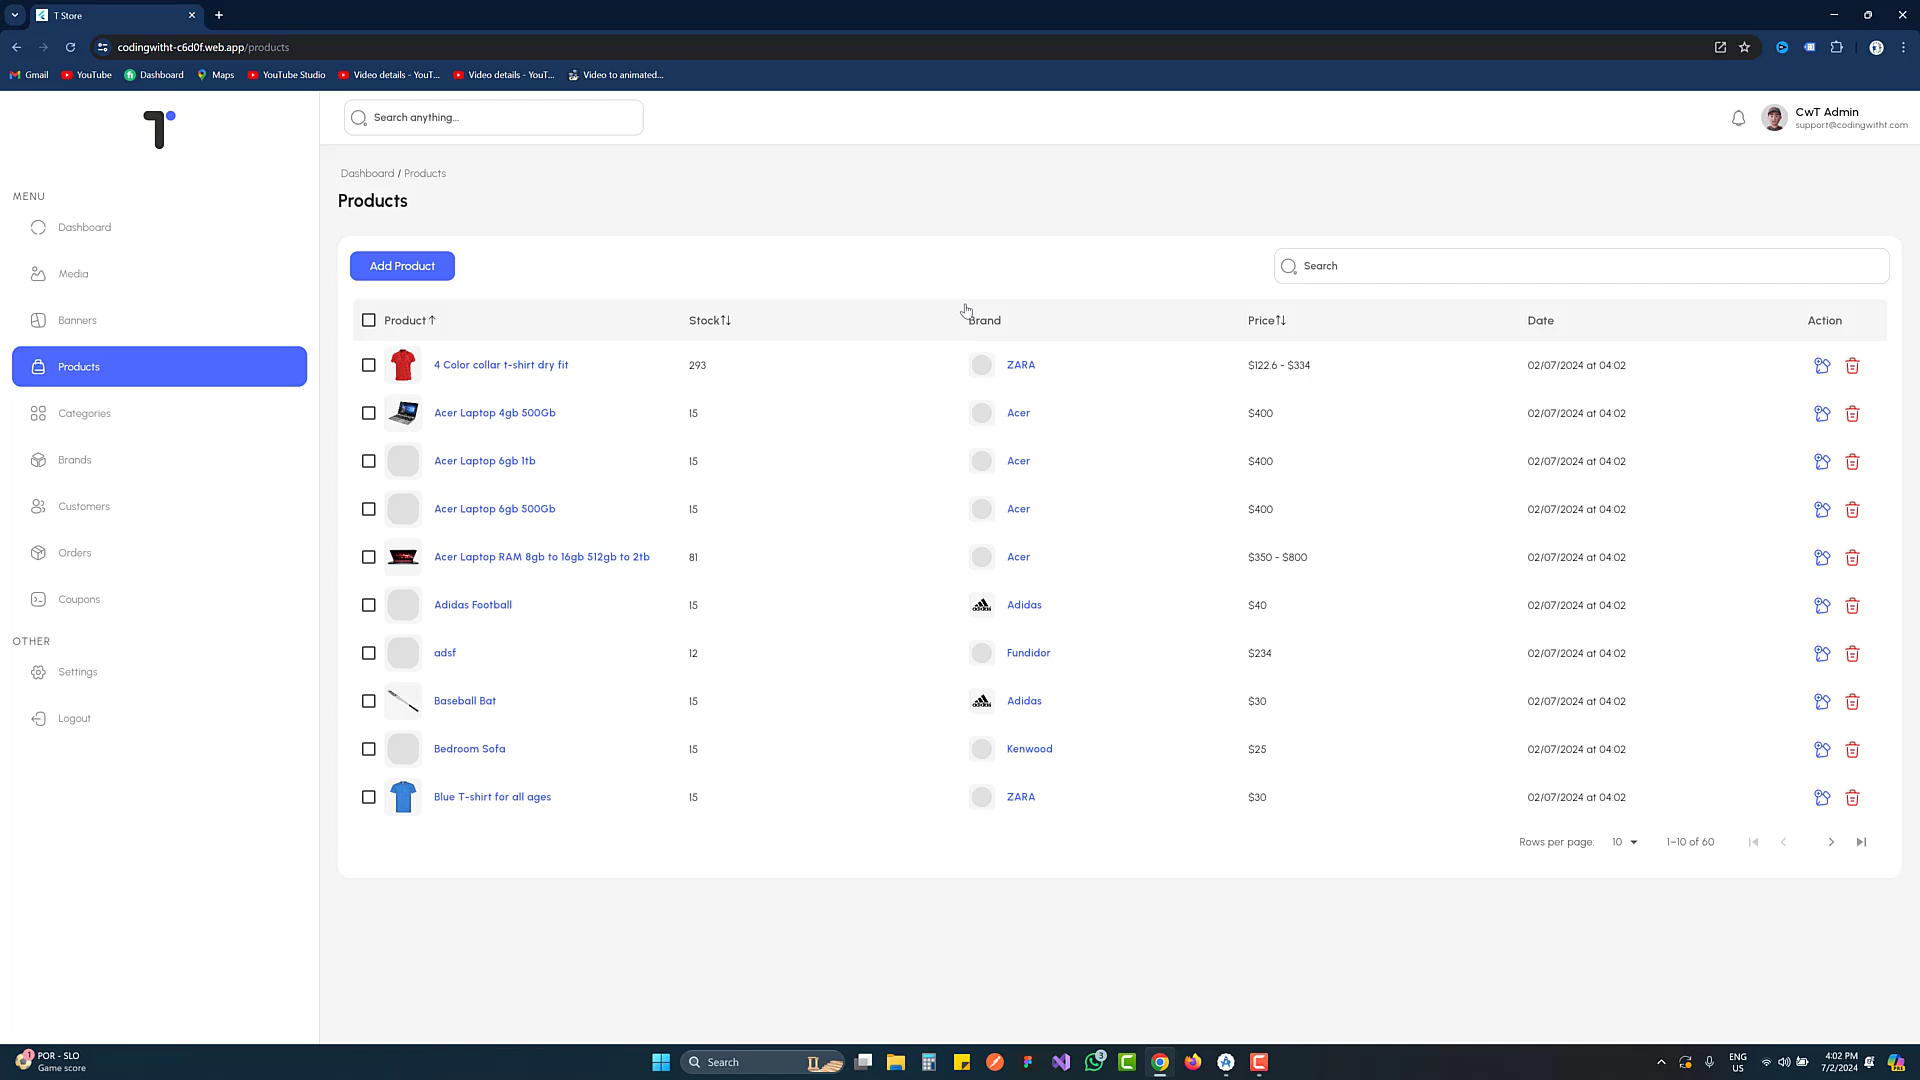 T Store
codingwitht-c6d0f.web.app/products
Gmail
YouTube
Dashboard
Maps
YouTube Studio
Video details - YouT...
Video details - YouT...
Video to animated...
Search anything...
CwT Admin
support@codingwitht.com
MENU
Dashboard
Media
Banners
Products
Categories
Brands
Customers
Orders
Coupons
OTHER
Settings
Logout
Dashboard / Products
Products
Add Product
Search
Product Stock Brand Price Date Action
4 Color collar t-shirt dry fit 293 ZARA $122.6 - $334 02/07/2024 at 04:02
Acer Laptop 4gb 500Gb 15 Acer $400 02/07/2024 at 04:02
Acer Laptop 6gb 1tb 15 Acer $400 02/07/2024 at 04:02
Acer Laptop 6gb 500Gb 15 Acer $400 02/07/2024 at 04:02
Acer Laptop RAM 8gb to 16gb 512gb to 2tb 81 Acer $350 - $800 02/07/2024 at 04:02
Adidas Football 15 adidas Adidas $40 02/07/2024 at 04:02
adsf 12 Fundidor $234 02/07/2024 at 04:02
Baseball Bat 15 adidas Adidas $30 02/07/2024 at 04:02
Bedroom Sofa 15 Kenwood $25 02/07/2024 at 04:02
Blue T-shirt for all ages 15 ZARA $30 02/07/2024 at 04:02
Rows per page: 10 1–10 of 60
1
POR - SLO
Game score
Search
3
ENG
US
4:02 PM
7/2/2024
PRE